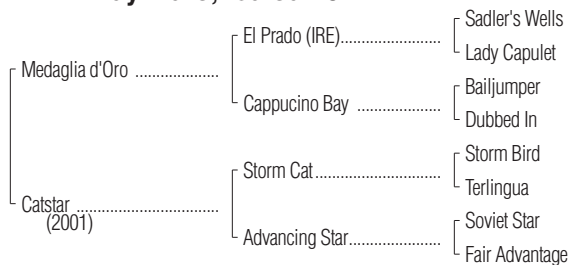 Sadler's Wells
El Prado (IRE)....................
Lady Capulet
Medaglia d'Oro ....................
Bailjumper
Cappucino Bay ....................
Dubbed In
Storm Bird
Storm Cat..............................
Terlingua
Catstar ..................................
(2001)
Soviet Star
Advancing Star......................
Fair Advantage